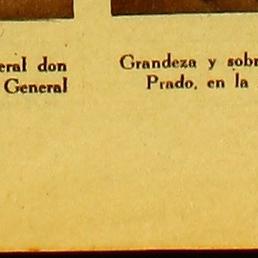 eral don
General
Grandeza y sobr
Prado, en la